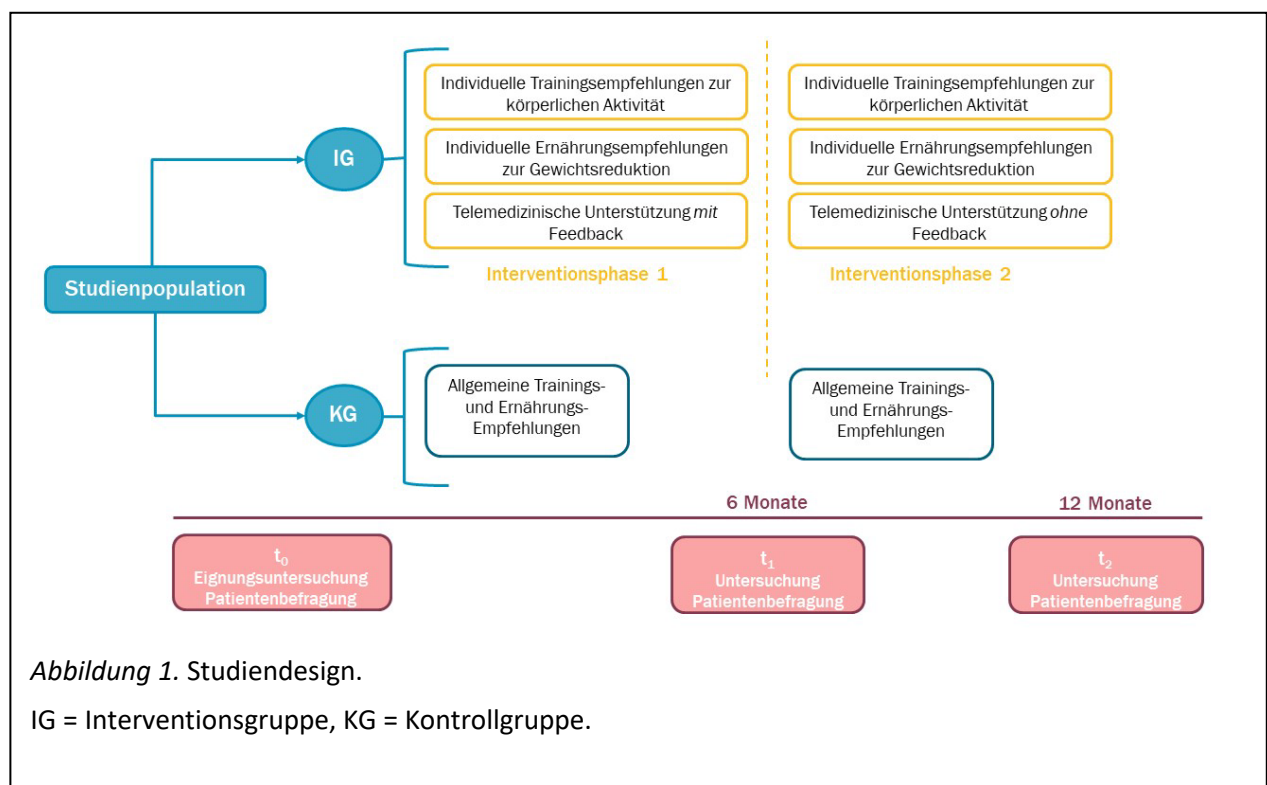 Individuelle Trainingsempfehlungen zur
körperlichen Aktivität
Individuelle Ernährungsempfehlungen
zur Gewichtsreduktion
Telemedizinische Unterstützung mit
Feedback
Interventionsphase 1
Individuelle Trainingsempfehlungen zur
körperlichen Aktivität
Individuelle Ernährungsempfehlungen
zur Gewichtsreduktion
Telemedizinische Unterstützung ohne
Feedback
Interventionsphase 2
IG
Studienpopulation
KG
Allgemeine Trainings-
und Ernährungs-
Empfehlungen
Allgemeine Trainings-
und Ernährungs-
Empfehlungen
6 Monate
12 Monate
t₀
Eignungsuntersuchung
Patientenbefragung
t₁
Untersuchung
Patientenbefragung
t₂
Untersuchung
Patientenbefragung
Abbildung 1. Studiendesign.
IG = Interventionsgruppe, KG = Kontrollgruppe.